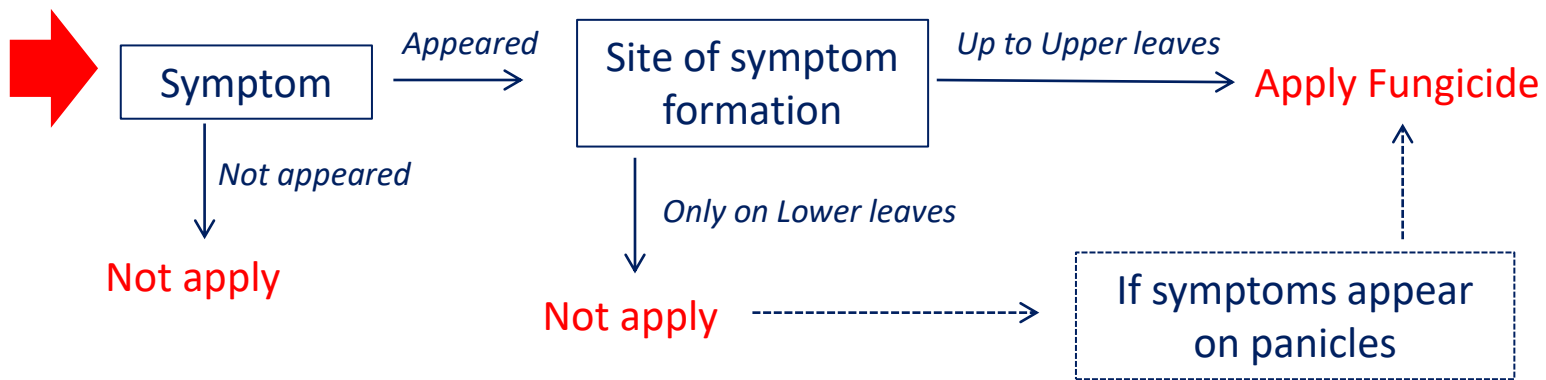 Appeared
Up to Upper leaves
Symptom
Site of symptom
formation
Apply Fungicide
Not appeared
Only on Lower leaves
Not apply
Not apply
If symptoms appear
on panicles